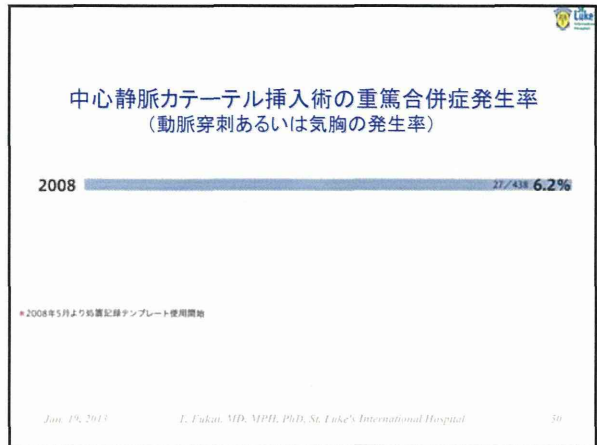 Luke
International
Hospital
中心静脈カテーテル挿入術の重篤合併症発生率
（動脈穿刺あるいは気胸の発生率）
2008 27/438 6.2%
*2008年5月より処置記録テンプレート使用開始
Jan. 19, 2013 T. Fukui, MD, MPH, PhD, St. Luke's International Hospital 50